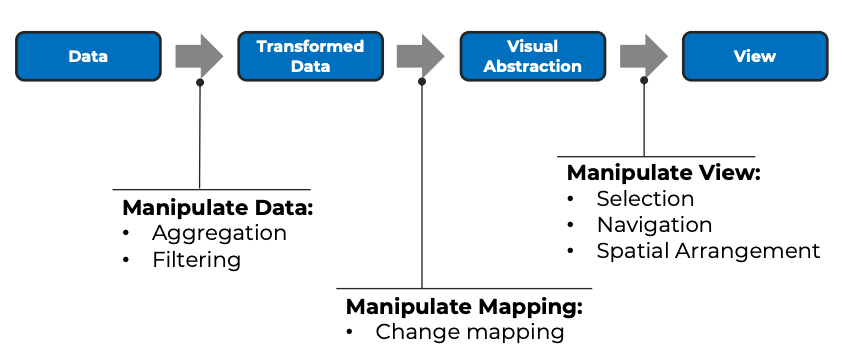 Data
Transformed
Data
Visual
Abstraction
View
Manipulate Data:
• Aggregation
• Filtering
Manipulate Mapping:
• Change mapping
Manipulate View:
• Selection
• Navigation
• Spatial Arrangement